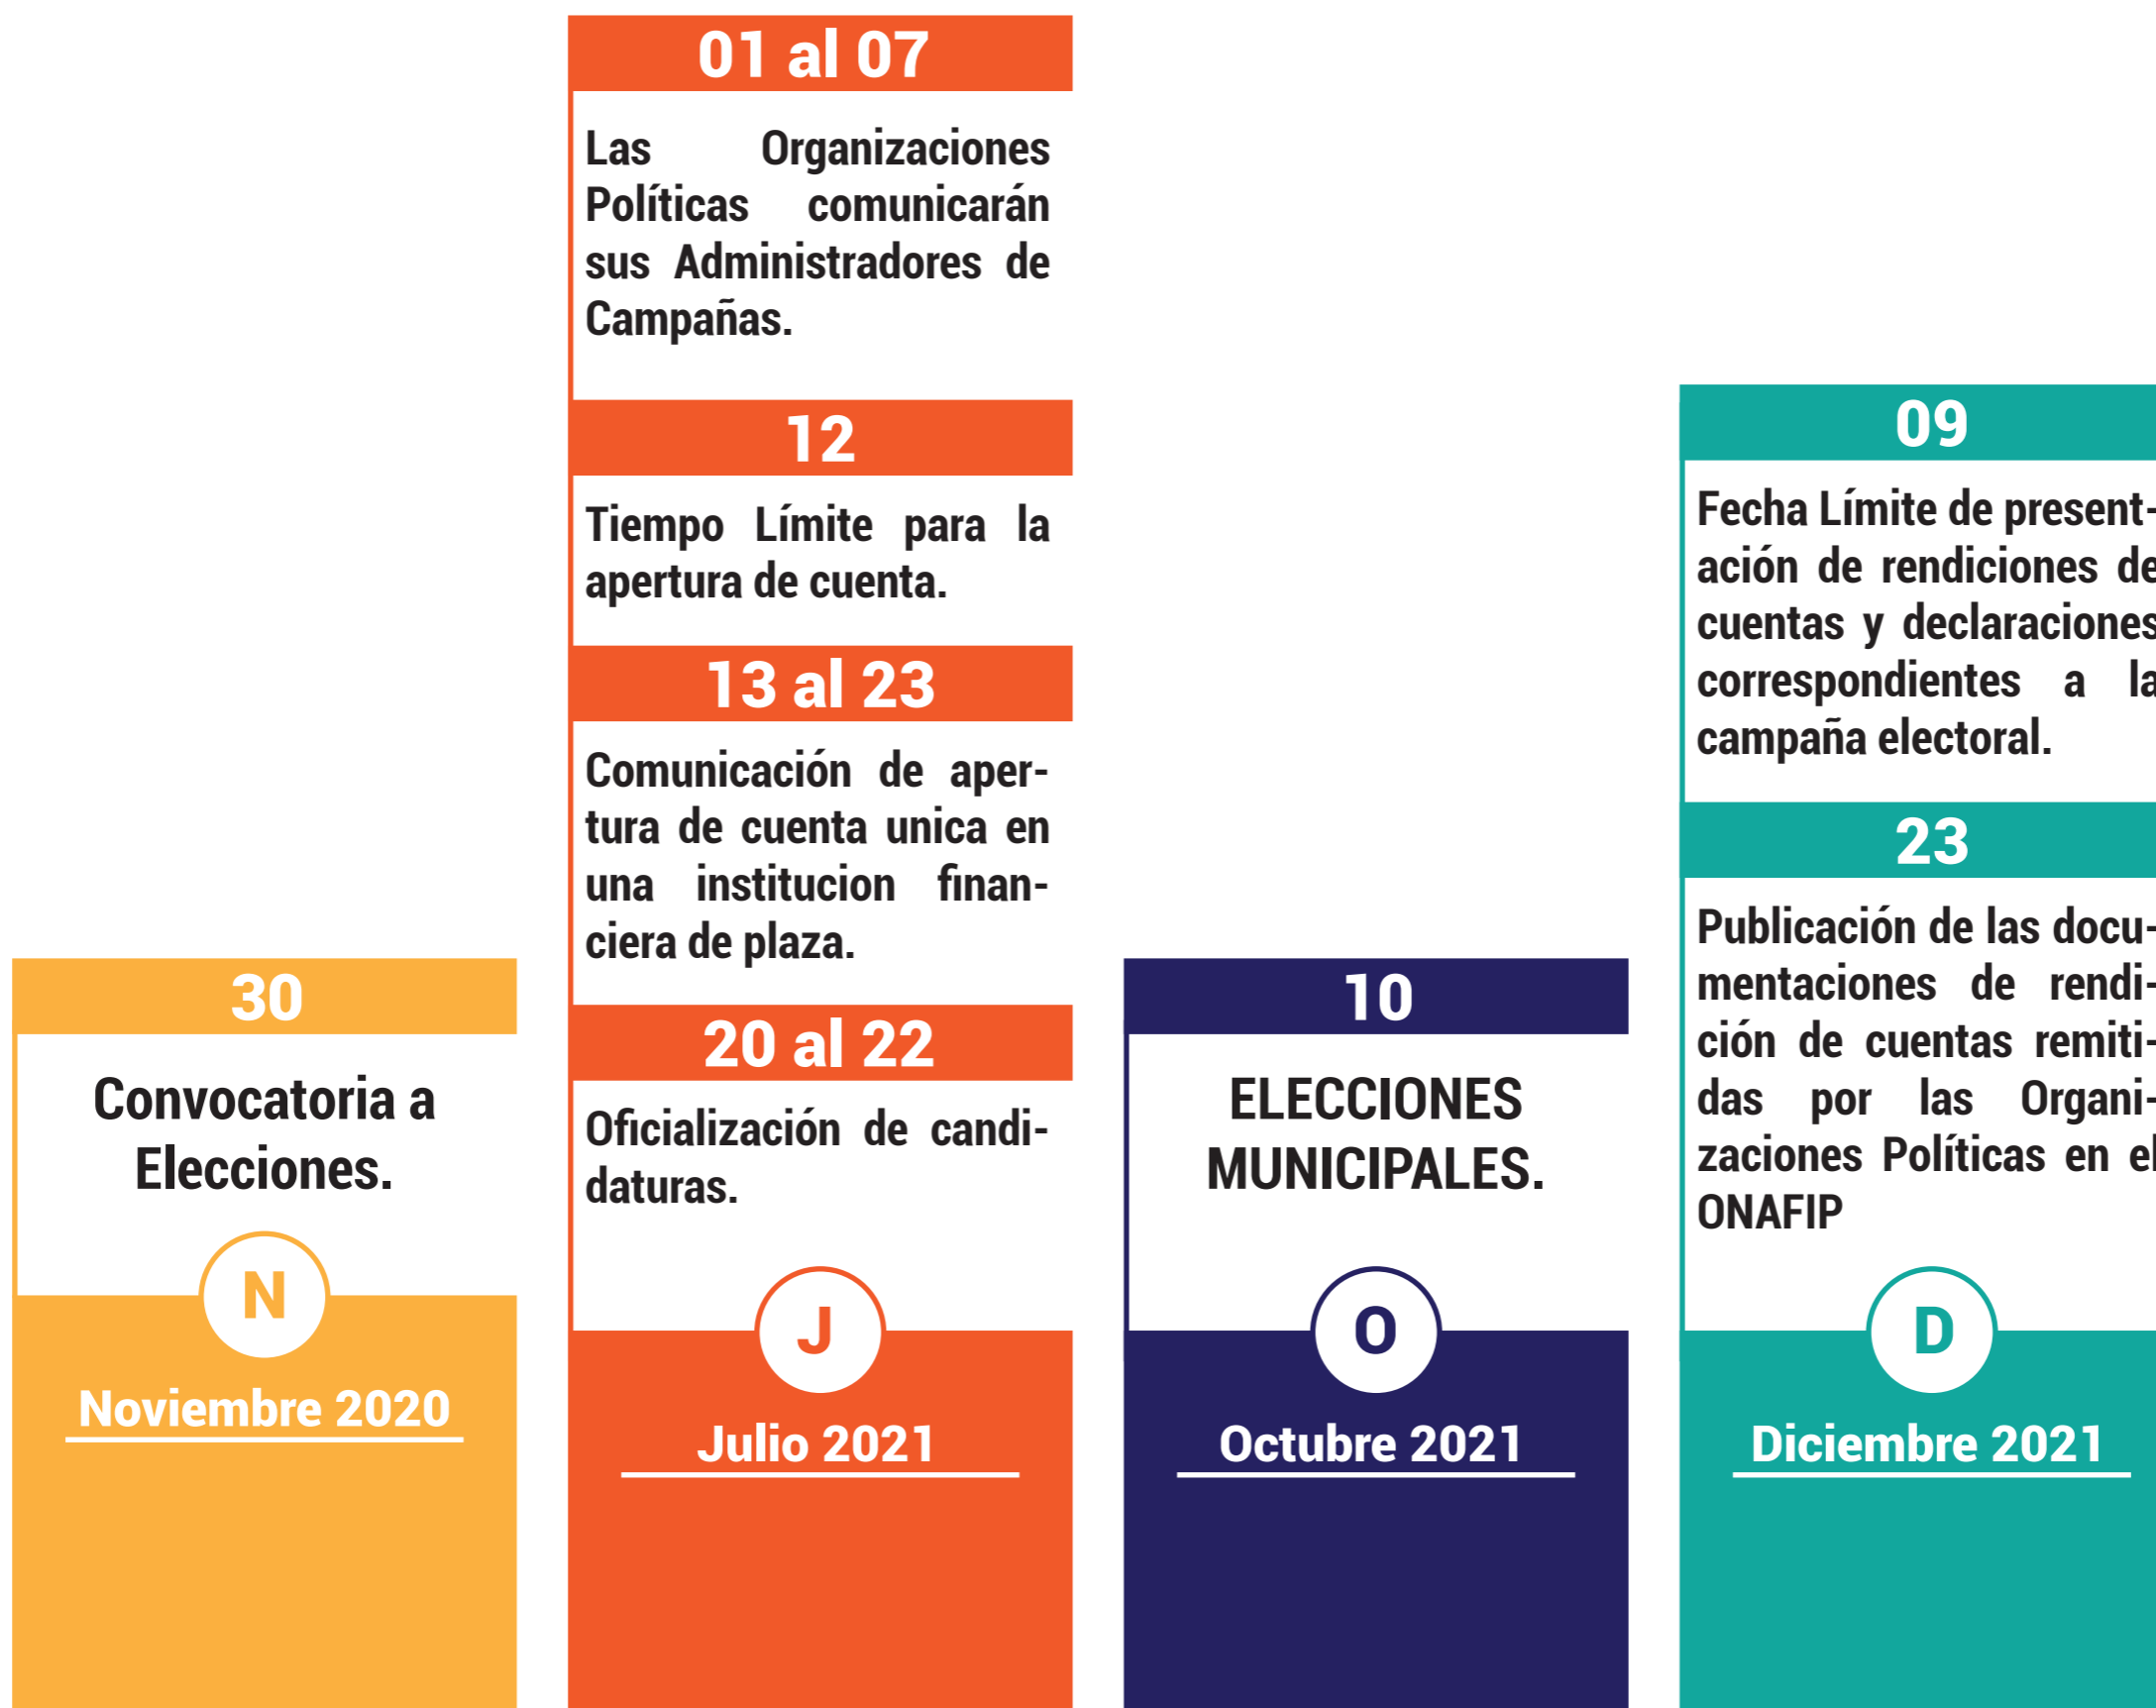 30
Convocatoria a
Elecciones.
N
Noviembre 2020
01 al 07
Las Organizaciones
Políticas comunicarán
sus Administradores de
Campañas.
12
Tiempo Límite para la
apertura de cuenta.
13 al 23
Comunicación de aper-
tura de cuenta unica en
una institucion finan-
ciera de plaza.
20 al 22
Oficialización de candi-
daturas.
J
Julio 2021
10
ELECCIONES
MUNICIPALES.
O
Octubre 2021
09
Fecha Límite de present-
ación de rendiciones de
cuentas y declaraciones
correspondientes a la
campaña electoral.
23
Publicación de las docu-
mentaciones de rendi-
ción de cuentas remiti-
das por las Organi-
zaciones Políticas en el
ONAFIP
D
Diciembre 2021